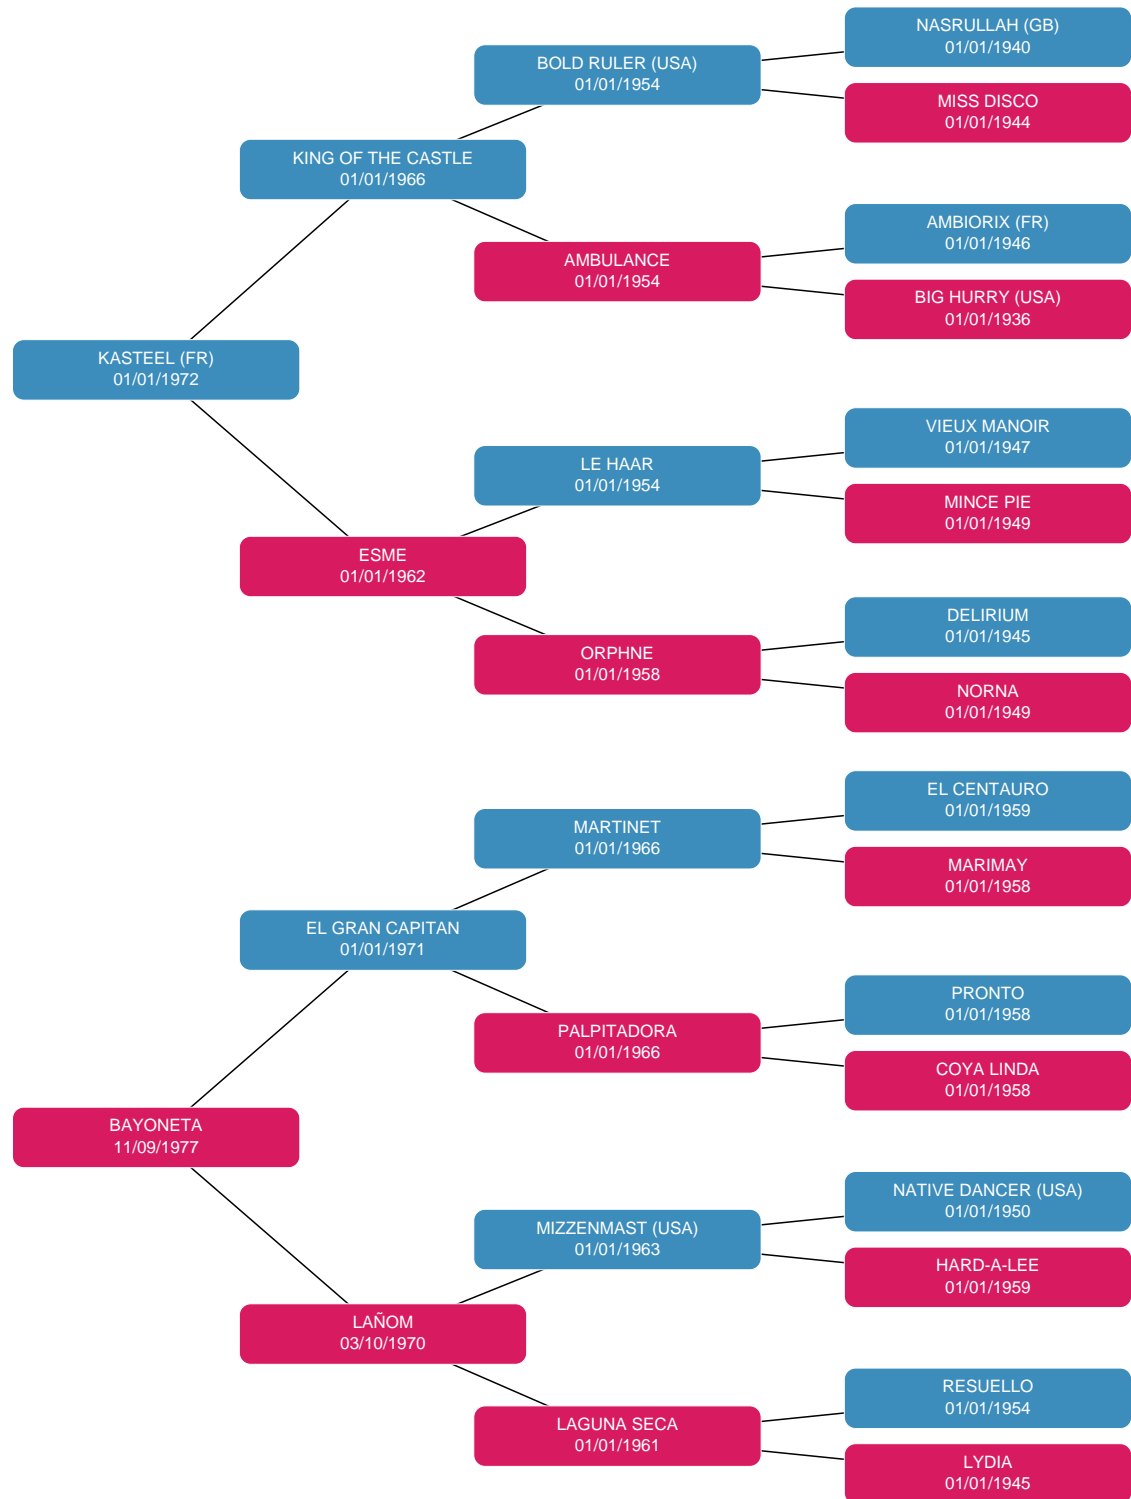 NASRULLAH (GB)
01/01/1940
BOLD RULER (USA)
01/01/1954
MISS DISCO
01/01/1944
KING OF THE CASTLE
01/01/1966
AMBIORIX (FR)
01/01/1946
AMBULANCE
01/01/1954
BIG HURRY (USA)
01/01/1936
KASTEEL (FR)
01/01/1972
VIEUX MANOIR
01/01/1947
LE HAAR
01/01/1954
MINCE PIE
01/01/1949
ESME
01/01/1962
DELIRIUM
01/01/1945
ORPHNE
01/01/1958
NORNA
01/01/1949
EL CENTAURO
01/01/1959
MARTINET
01/01/1966
MARIMAY
01/01/1958
EL GRAN CAPITAN
01/01/1971
PRONTO
01/01/1958
PALPITADORA
01/01/1966
COYA LINDA
01/01/1958
BAYONETA
11/09/1977
NATIVE DANCER (USA)
01/01/1950
MIZZENMAST (USA)
01/01/1963
HARD-A-LEE
01/01/1959
LAÑOM
03/10/1970
RESUELLO
01/01/1954
LAGUNA SECA
01/01/1961
LYDIA
01/01/1945